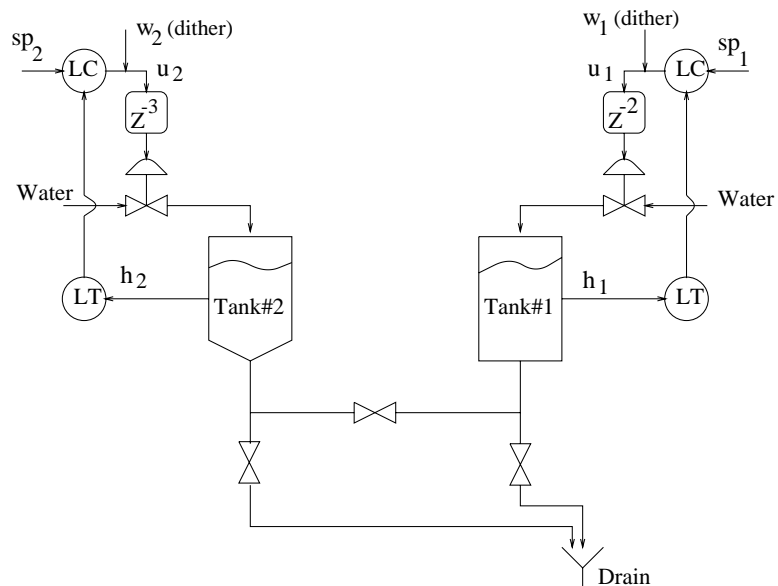 w2 (dither)
sp2
LC
u2
Z-3
Water
h2
LT
Tank#2
w1 (dither)
sp1
u1
LC
Z-2
Water
h1
LT
Tank#1
Drain